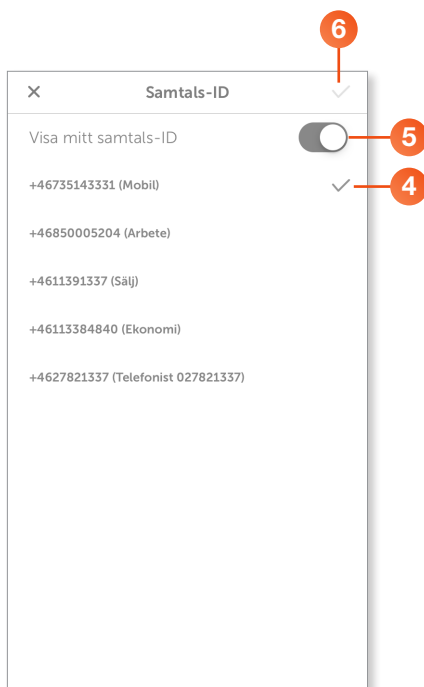 6
Samtals-ID
Visa mitt samtals-ID
5
+46735143331 (Mobil)
4
+46850005204 (Arbete)
+4611391337 (Sälj)
+46113384840 (Ekonomi)
+4627821337 (Telefonist 027821337)